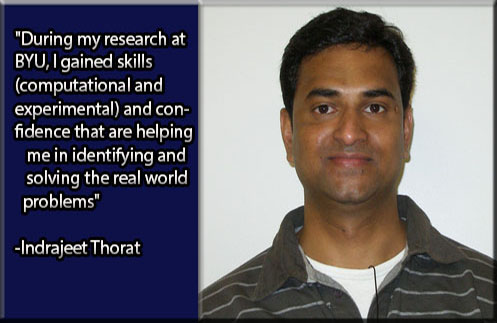 "During my research at
BYU, I gained skills
(computational and
experimental) and con-
fidence that are helping
me in identifying and
solving the real world
problems"
-Indrajeet Thorat